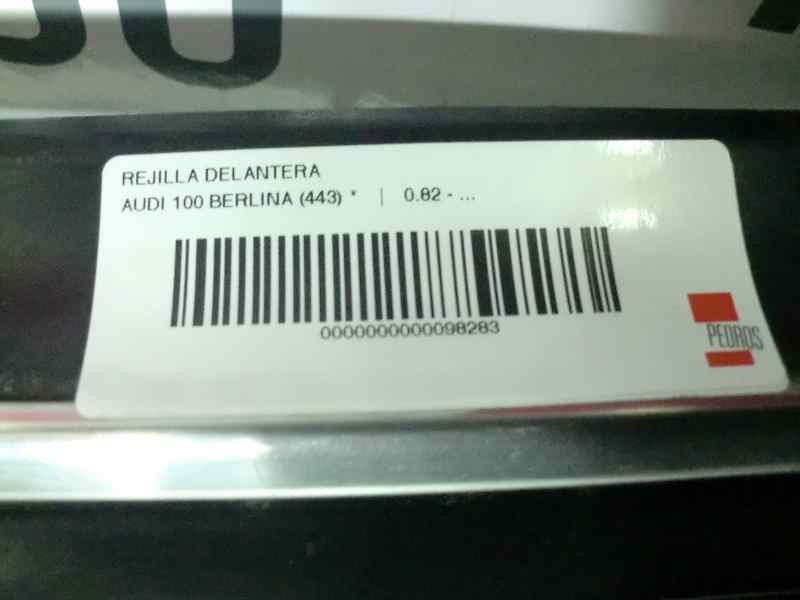 REJILLA DELANTERA
AUDI 100 BERLINA (443) * | 0.82 - ...
0000000000098283
PEDROS